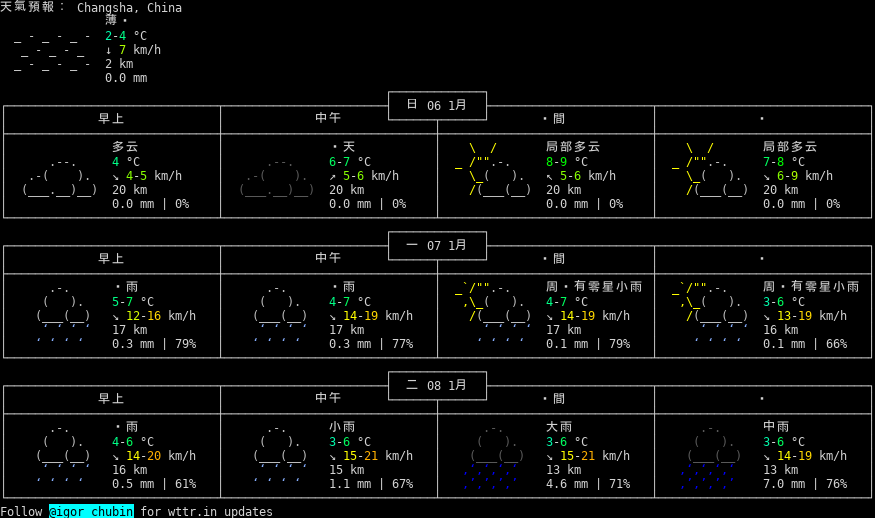 天氣預報： Changsha, China
薄・
2-4 °C
↓ 7 km/h
2 km
0.0 mm
日 06 1月
早上 中午 ・間 ・
多云 ・天 局部多云 局部多云
4 °C 6-7 °C 8-9 °C 7-8 °C
↘ 4-5 km/h ↗ 5-6 km/h ↖ 5-6 km/h ↘ 6-9 km/h
20 km 20 km 20 km 20 km
0.0 mm | 0% 0.0 mm | 0% 0.0 mm | 0% 0.0 mm | 0%
一 07 1月
早上 中午 ・間 ・
・雨 ・雨 周・有零星小雨 周・有零星小雨
5-7 °C 4-7 °C 4-7 °C 3-6 °C
↘ 12-16 km/h ↘ 14-19 km/h ↘ 14-19 km/h ↘ 13-19 km/h
17 km 17 km 17 km 16 km
0.3 mm | 79% 0.3 mm | 77% 0.1 mm | 79% 0.1 mm | 66%
二 08 1月
早上 中午 ・間 ・
・雨 小雨 大雨 中雨
4-6 °C 3-6 °C 3-6 °C 3-6 °C
↘ 14-20 km/h ↘ 15-21 km/h ↘ 15-21 km/h ↘ 14-19 km/h
16 km 15 km 13 km 13 km
0.5 mm | 61% 1.1 mm | 67% 4.6 mm | 71% 7.0 mm | 76%
Follow @igor_chubin for wttr.in updates